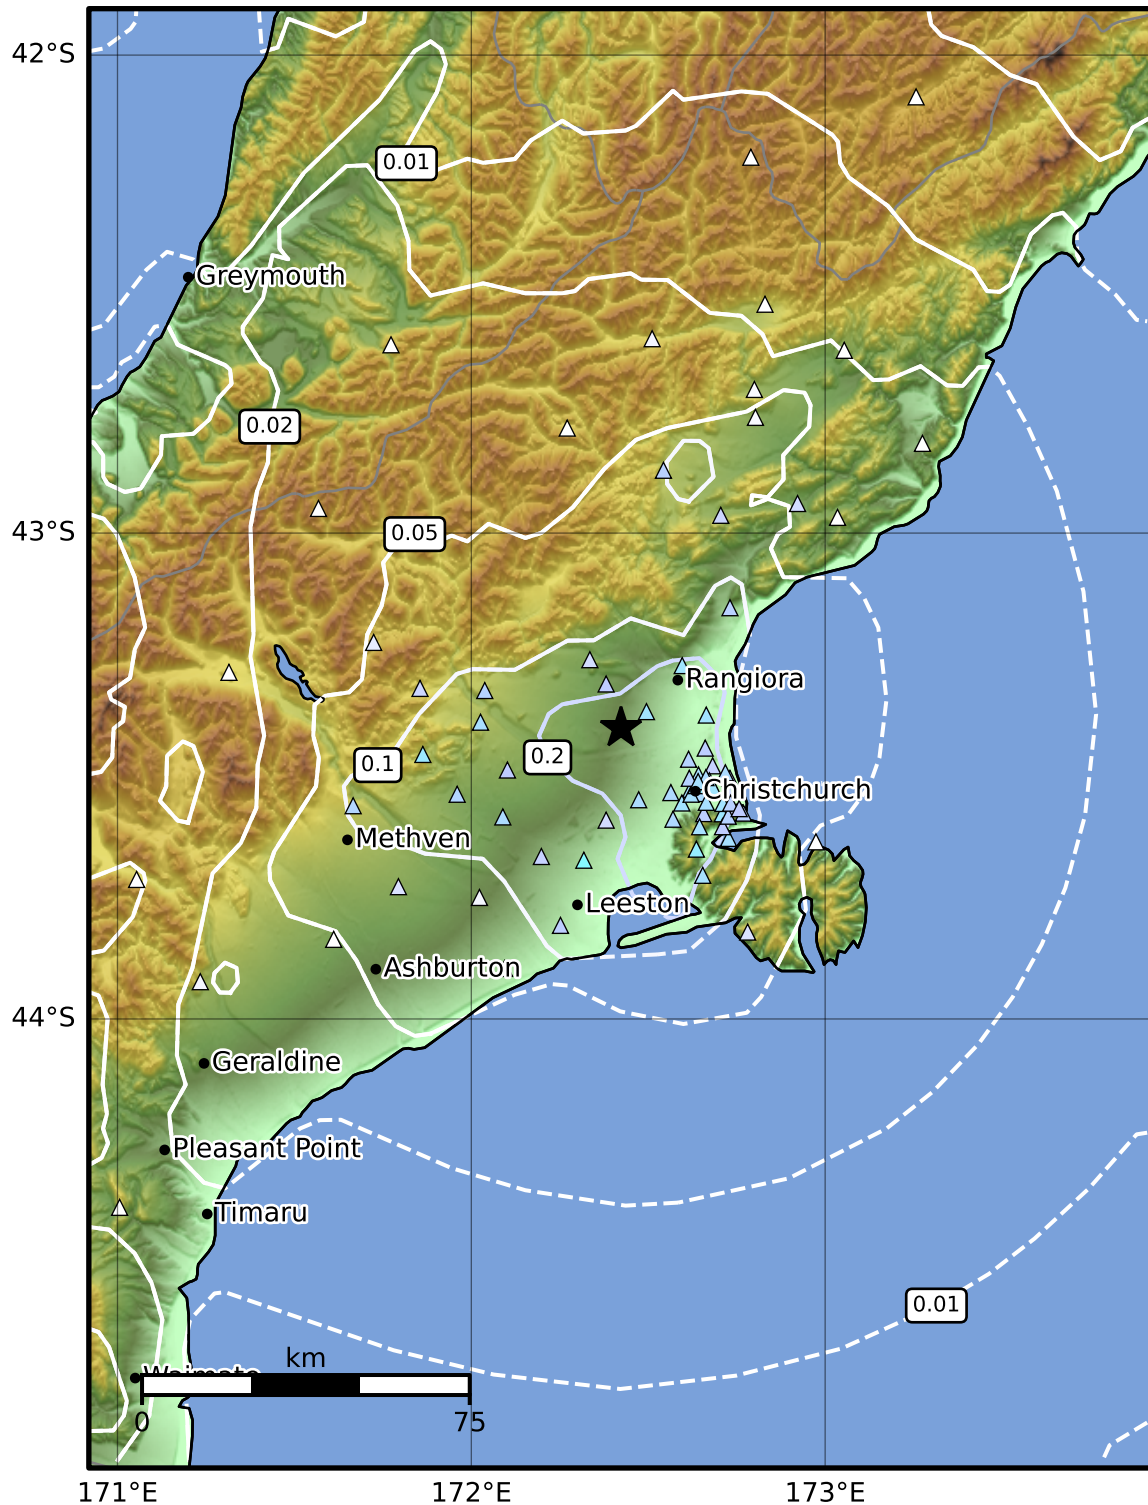 42°S
0.01
Greymouth
0.02
43°S
0.05
Rangiora
0.2
0.1
Christchurch
Methven
Leeston
Ashburton
44°S
Geraldine
Pleasant Point
Timaru
0.01
km
Waimate
0 75
171°E 172°E 173°E